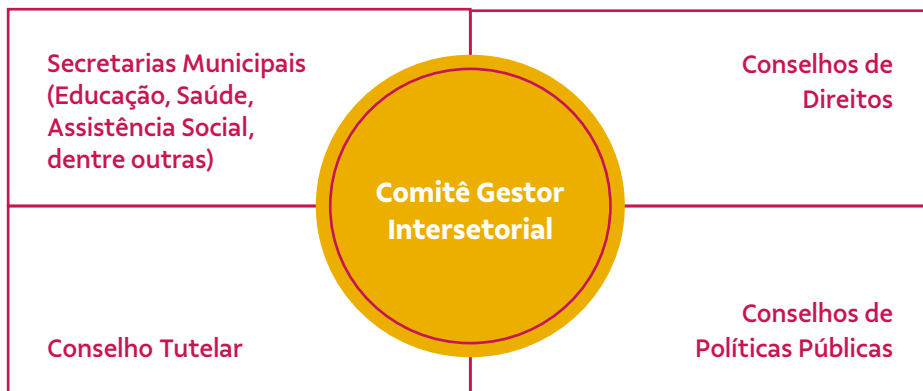 Secretarias Municipais
(Educação, Saúde,
Assistência Social,
dentre outras)
Conselhos de
Direitos
Comitê Gestor
Intersetorial
Conselho Tutelar
Conselhos de
Políticas Públicas